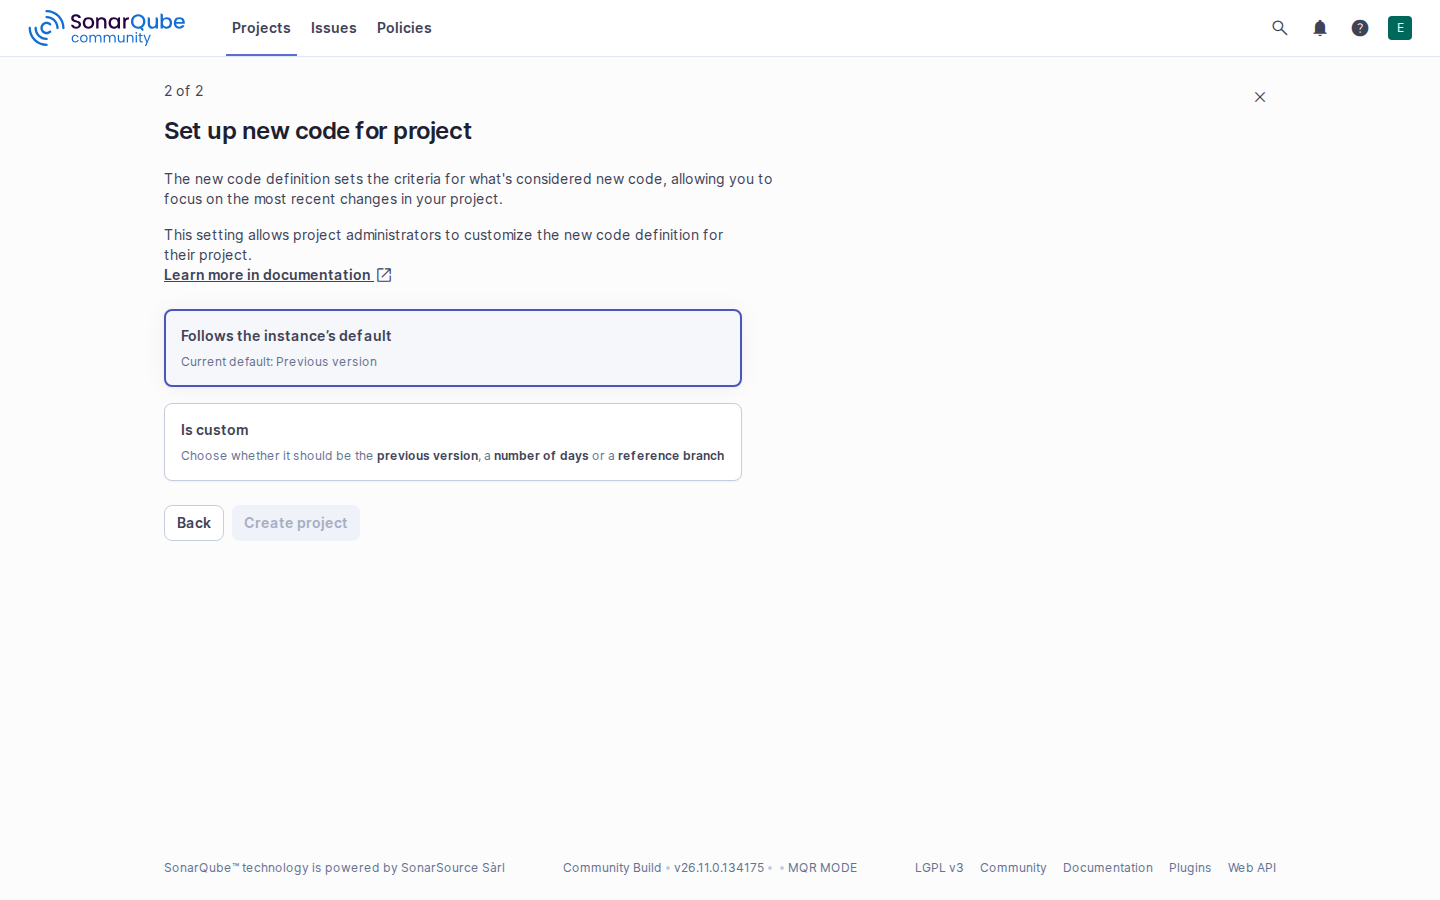 SonarQube community
Projects
Issues
Policies
E
2 of 2
Set up new code for project
The new code definition sets the criteria for what's considered new code, allowing you to
focus on the most recent changes in your project.
This setting allows project administrators to customize the new code definition for
their project.
Learn more in documentation
Follows the instance’s default
Current default: Previous version
Is custom
Choose whether it should be the previous version, a number of days or a reference branch
Back
Create project
SonarQube™ technology is powered by SonarSource Sàrl
Community Build • v26.11.0.134175 • • MQR MODE
LGPL v3
Community
Documentation
Plugins
Web API